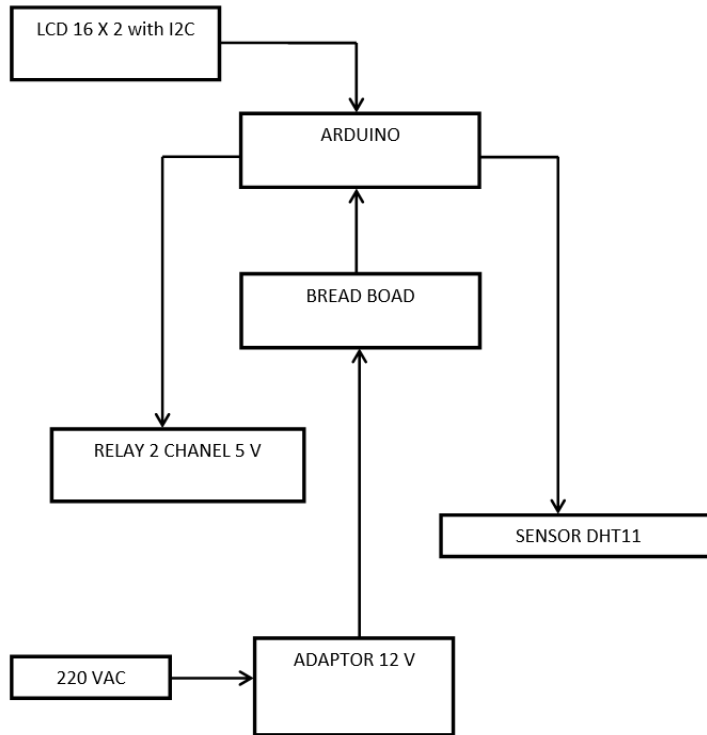 LCD 16 X 2 with I2C
ARDUINO
BREAD BOAD
RELAY 2 CHANEL 5 V
SENSOR DHT11
220 VAC
ADAPTOR 12 V